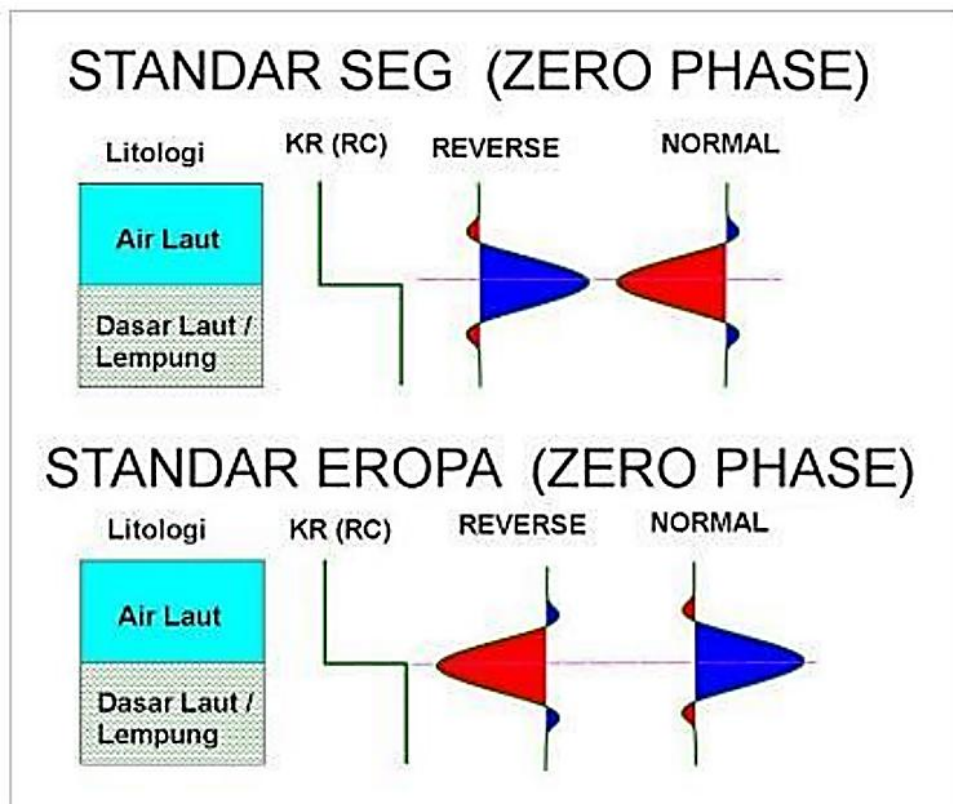 STANDAR SEG (ZERO PHASE)
Litologi
KR (RC)
REVERSE
NORMAL
Air Laut
Dasar Laut /
Lempung
STANDAR EROPA (ZERO PHASE)
Litologi
KR (RC)
REVERSE
NORMAL
Air Laut
Dasar Laut /
Lempung